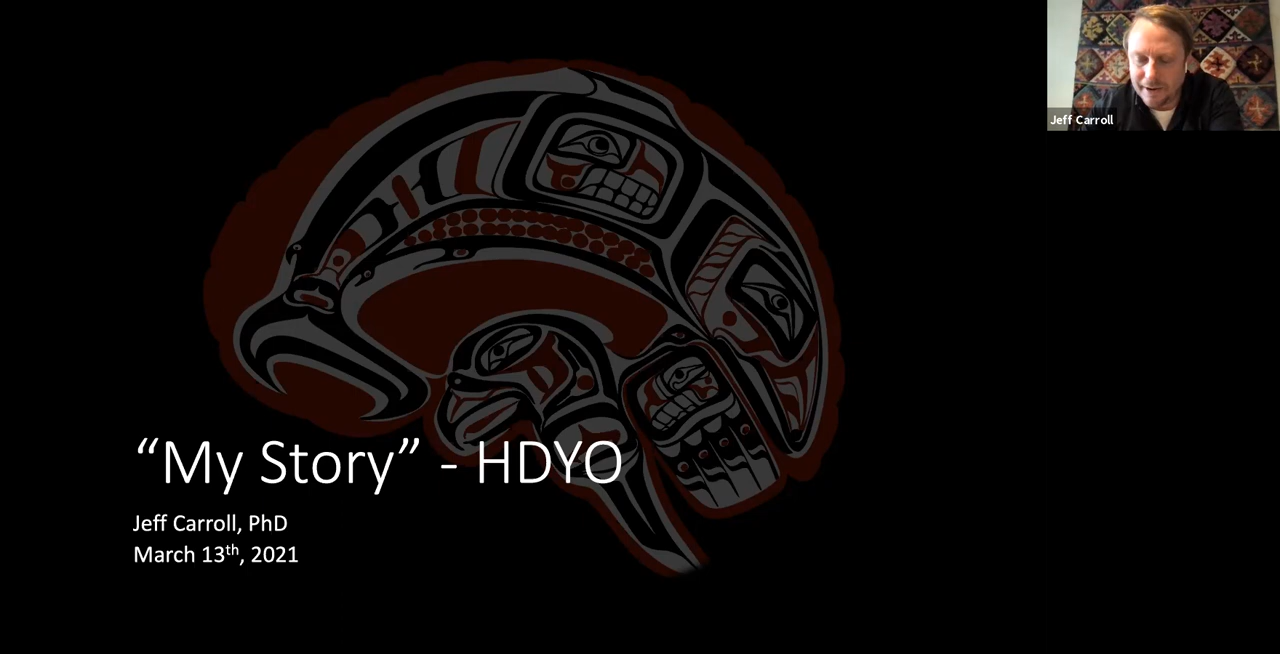 Jeff Carroll
“My Story” - HDYO
Jeff Carroll, PhD
March 13th, 2021